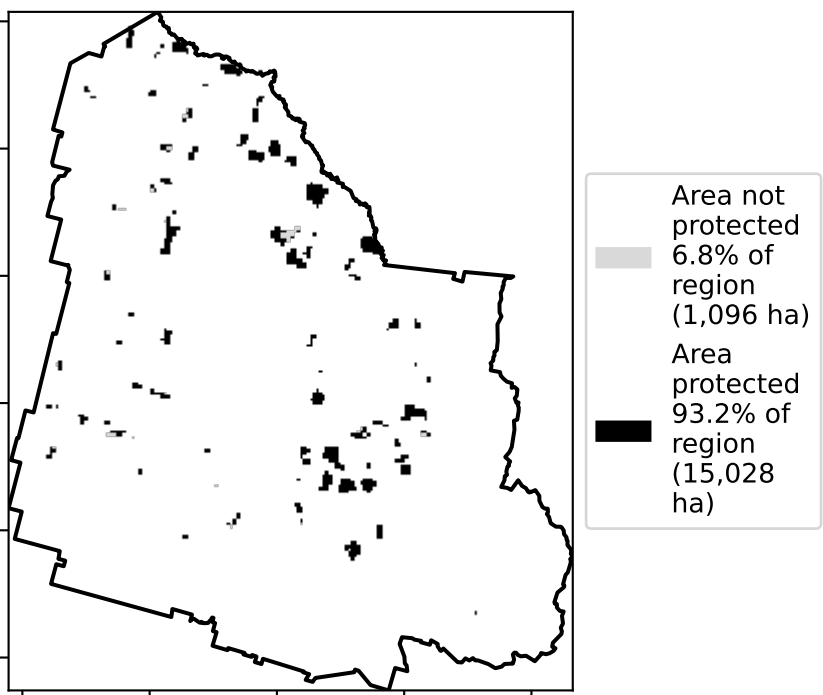 Area not
protected
6.8% of
region
(1,096 ha)
Area
protected
93.2% of
region
(15,028
ha)